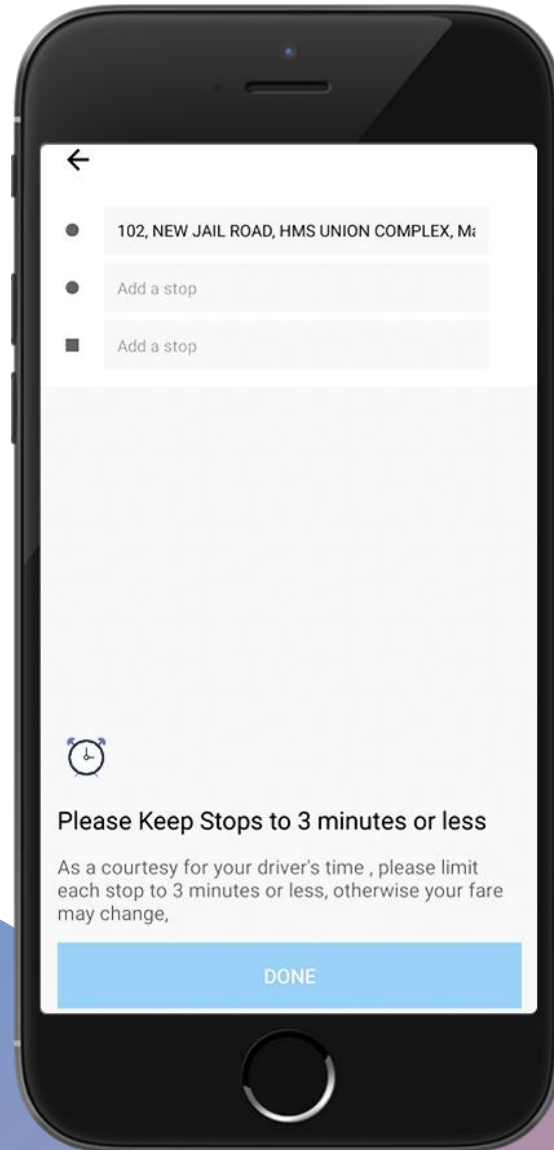 102, NEW JAIL ROAD, HMS UNION COMPLEX, Ma
Add a stop
Add a stop
Please Keep Stops to 3 minutes or less
As a courtesy for your driver's time , please limit
each stop to 3 minutes or less, otherwise your fare
may change,
DONE